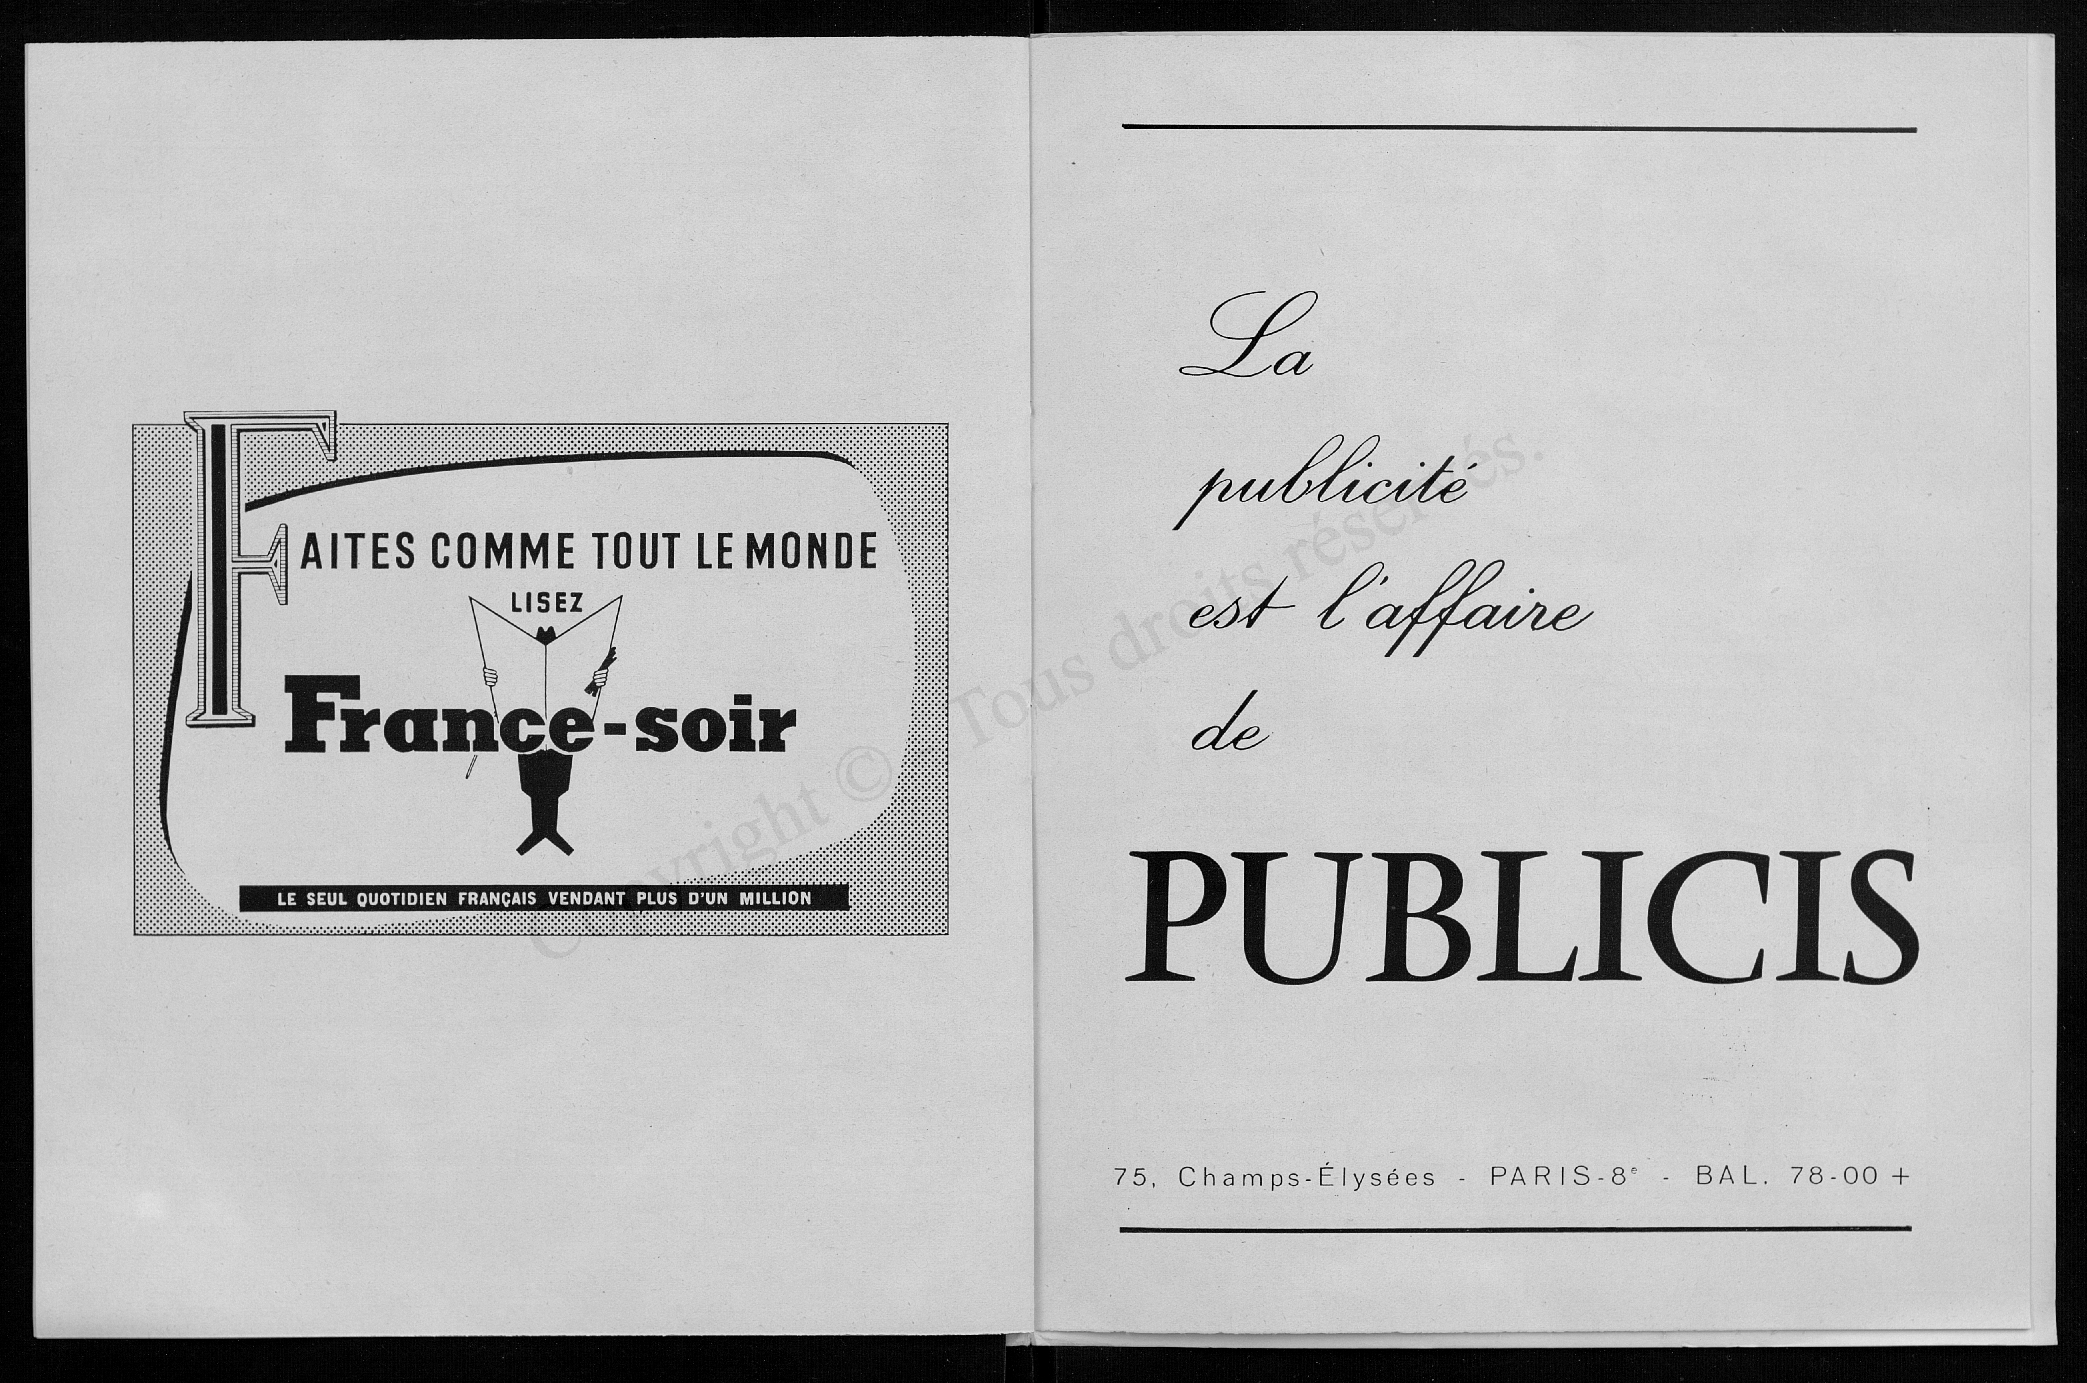 FAITES COMME TOUT LE MONDE
LISEZ
France-soir
LE SEUL QUOTIDIEN FRANÇAIS VENDANT PLUS D'UN MILLION
La
publicité
est l'affaire
de
PUBLICIS
75, Champs-Élysées - PARIS-8e - BAL. 78-00 +
Copyright © Tous droits réservés.